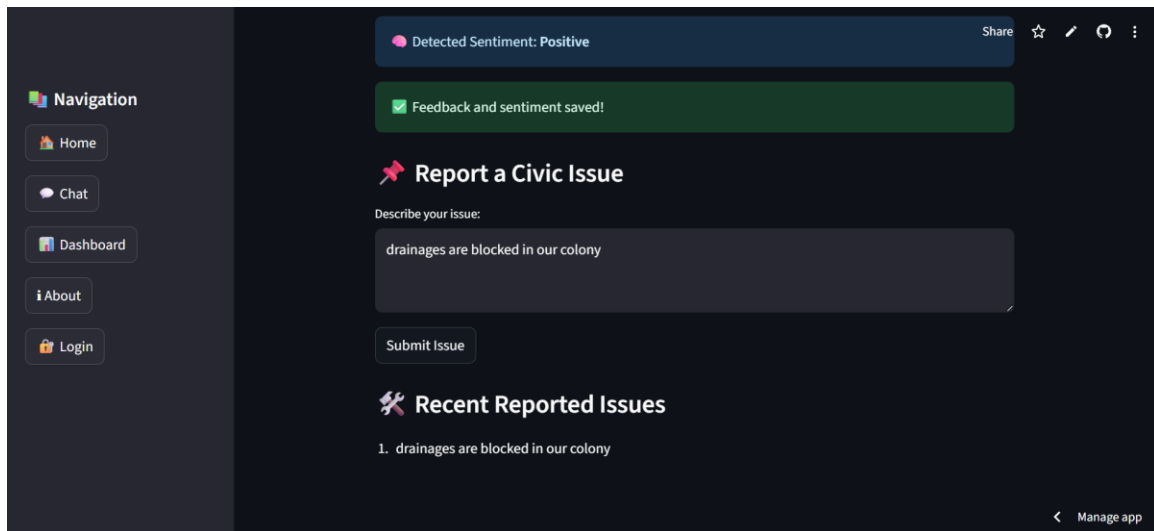 Detected Sentiment: Positive
Share
Navigation
Feedback and sentiment saved!
Home
Report a Civic Issue
Chat
Describe your issue:
Dashboard
drainages are blocked in our colony
i About
Login
Submit Issue
Recent Reported Issues
1. drainages are blocked in our colony
Manage app